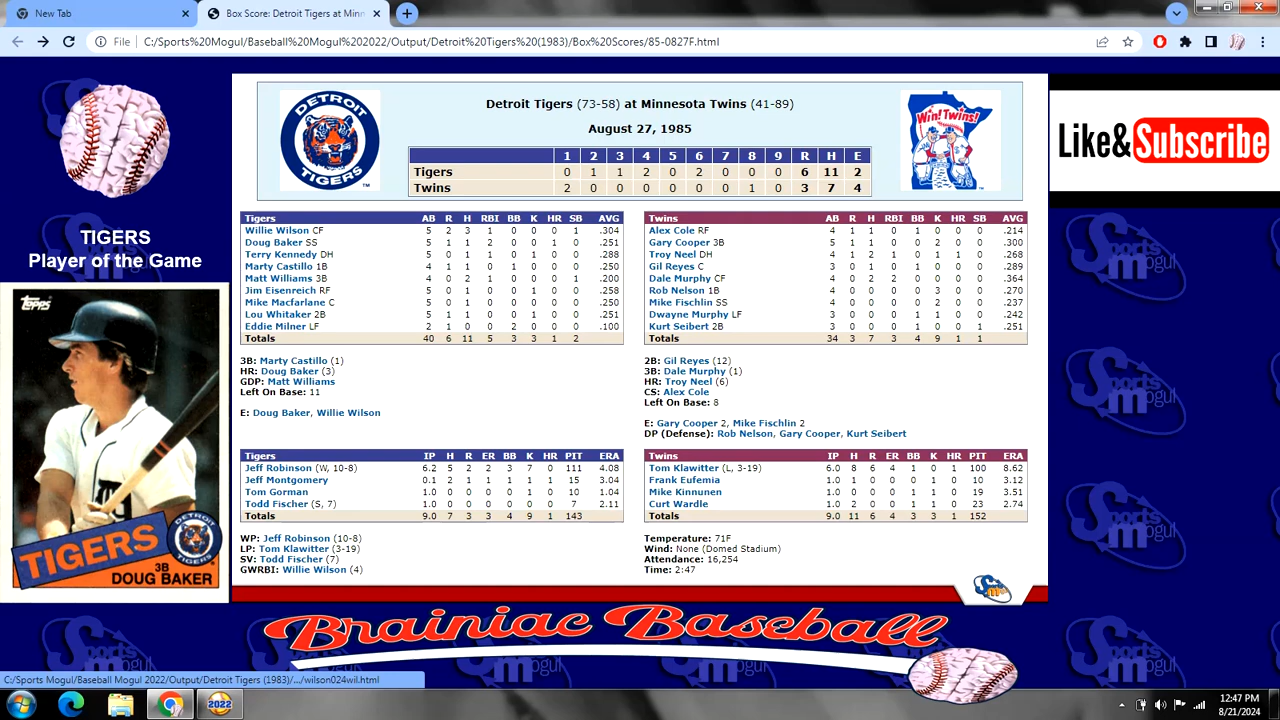 New Tab
Box Score: Detroit Tigers at Minn
File C:/Sports%20Mogul/Baseball%20Mogul%202022/Output/Detroit%20Tigers%20(1983)/Box%20Scores/85-0827F.html
Detroit Tigers (73-58) at Minnesota Twins (41-89)
August 27, 1985
DETROIT TIGERS
Win! Twins!
1 2 3 4 5 6 7 8 9 R H E
Tigers 0 1 1 2 0 2 0 0 0 6 11 2
Twins 2 0 0 0 0 0 0 1 0 3 7 4
Like& Subscribe
TIGERS
Player of the Game
Topps
TIGERS
3B
DOUG BAKER
DETROIT TIGERS
Tigers AB R H RBI BB K HR SB AVG
Willie Wilson CF 5 2 3 1 0 0 0 1 .304
Doug Baker SS 5 1 1 2 0 0 1 0 .251
Terry Kennedy DH 5 0 1 1 0 1 0 0 .288
Marty Castillo 1B 4 1 1 0 1 0 0 0 .250
Matt Williams 3B 4 0 2 1 0 0 0 1 .200
Jim Eisenreich RF 5 0 1 0 0 1 0 0 .258
Mike Macfarlane C 5 0 1 0 0 0 0 0 .250
Lou Whitaker 2B 5 1 1 0 0 1 0 0 .251
Eddie Milner LF 2 1 0 0 2 0 0 0 .100
Totals 40 6 11 5 3 3 1 2
3B: Marty Castillo (1)
HR: Doug Baker (3)
GDP: Matt Williams
Left On Base: 11
E: Doug Baker, Willie Wilson
Twins AB R H RBI BB K HR SB AVG
Alex Cole RF 4 1 1 0 1 0 0 0 .214
Gary Cooper 3B 5 1 1 0 0 2 0 0 .300
Troy Neel DH 4 1 2 1 0 1 1 0 .268
Gil Reyes C 3 0 1 0 1 0 0 0 .289
Dale Murphy CF 4 0 2 2 0 0 0 0 .364
Rob Nelson 1B 4 0 0 0 0 3 0 0 .270
Mike Fischlin SS 4 0 0 0 0 2 0 0 .237
Dwayne Murphy LF 3 0 0 0 1 1 0 0 .242
Kurt Seibert 2B 3 0 0 0 1 0 0 1 .251
Totals 34 3 7 3 4 9 1 1
2B: Gil Reyes (12)
3B: Dale Murphy (1)
HR: Troy Neel (6)
CS: Alex Cole
Left On Base: 8
E: Gary Cooper 2, Mike Fischlin 2
DP (Defense): Rob Nelson, Gary Cooper, Kurt Seibert
Tigers IP H R ER BB K HR PIT ERA
Jeff Robinson (W, 10-8) 6.2 5 2 2 3 7 0 111 4.08
Jeff Montgomery 0.1 2 1 1 1 1 1 15 3.04
Tom Gorman 1.0 0 0 0 0 1 0 10 1.04
Todd Fischer (S, 7) 1.0 0 0 0 0 0 0 7 2.11
Totals 9.0 7 3 3 4 9 1 143
WP: Jeff Robinson (10-8)
LP: Tom Klawitter (3-19)
SV: Todd Fischer (7)
GWRBI: Willie Wilson (4)
Twins IP H R ER BB K HR PIT ERA
Tom Klawitter (L, 3-19) 6.0 8 6 4 1 0 1 100 8.62
Frank Eufemia 1.0 1 0 0 0 1 0 10 3.12
Mike Kinnunen 1.0 0 0 0 1 1 0 19 3.51
Curt Wardle 1.0 2 0 0 1 1 0 23 2.74
Totals 9.0 11 6 4 3 3 1 152
Temperature: 71F
Wind: None (Domed Stadium)
Attendance: 16,254
Time: 2:47
Brainiac Baseball
Sports Mogul
C:/Sports Mogul/Baseball Mogul 2022/Output/Detroit Tigers (1983)/.../wilson024wil.html
2022
12:47 PM
8/21/2024